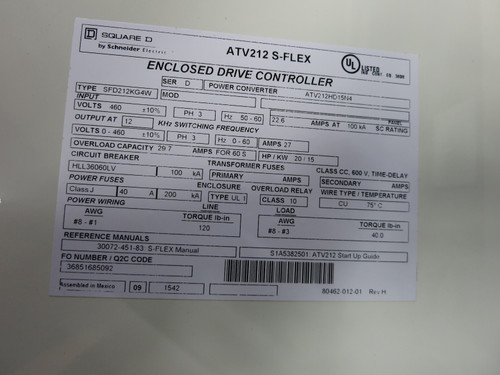 D SQUARE D
by Schneider Electric
ATV212 S-FLEX
UL LISTED
ENCLOSED DRIVE CONTROLLER
TYPE SFD212KG4W SER D POWER CONVERTER ATV212HD15N4
MOD
INPUT
VOLTS 460 ±10% PH 3 Hz 50-60 22.6 AMPS AT 100 kA SC RATING
OUTPUT AT 12 KHz SWITCHING FREQUENCY
VOLTS 0 - 460 ±10% PH 3 Hz 0-60 AMPS 27
OVERLOAD CAPACITY 29.7 AMPS FOR 60 S HP / KW 20 / 15
CIRCUIT BREAKER TRANSFORMER FUSES CLASS CC, 600 V, TIME-DELAY
HLL36060LV 100 kA PRIMARY AMPS SECONDARY AMPS
POWER FUSES ENCLOSURE OVERLOAD RELAY WIRE TYPE / TEMPERATURE
Class J 40 A 200 kA TYPE UL 1 CLASS 10 CU 75° C
POWER WIRING LINE LOAD
AWG TORQUE lb-in AWG TORQUE lb-in
#8 - #1 120 #8 - #3 40.0
REFERENCE MANUALS
30072-451-83 S-FLEX Manual S1A5382501: ATV212 Start Up Guide
FO NUMBER / Q2C CODE
36851685092
Assembled in Mexico 09 1542 80462-012-01 Rev.H